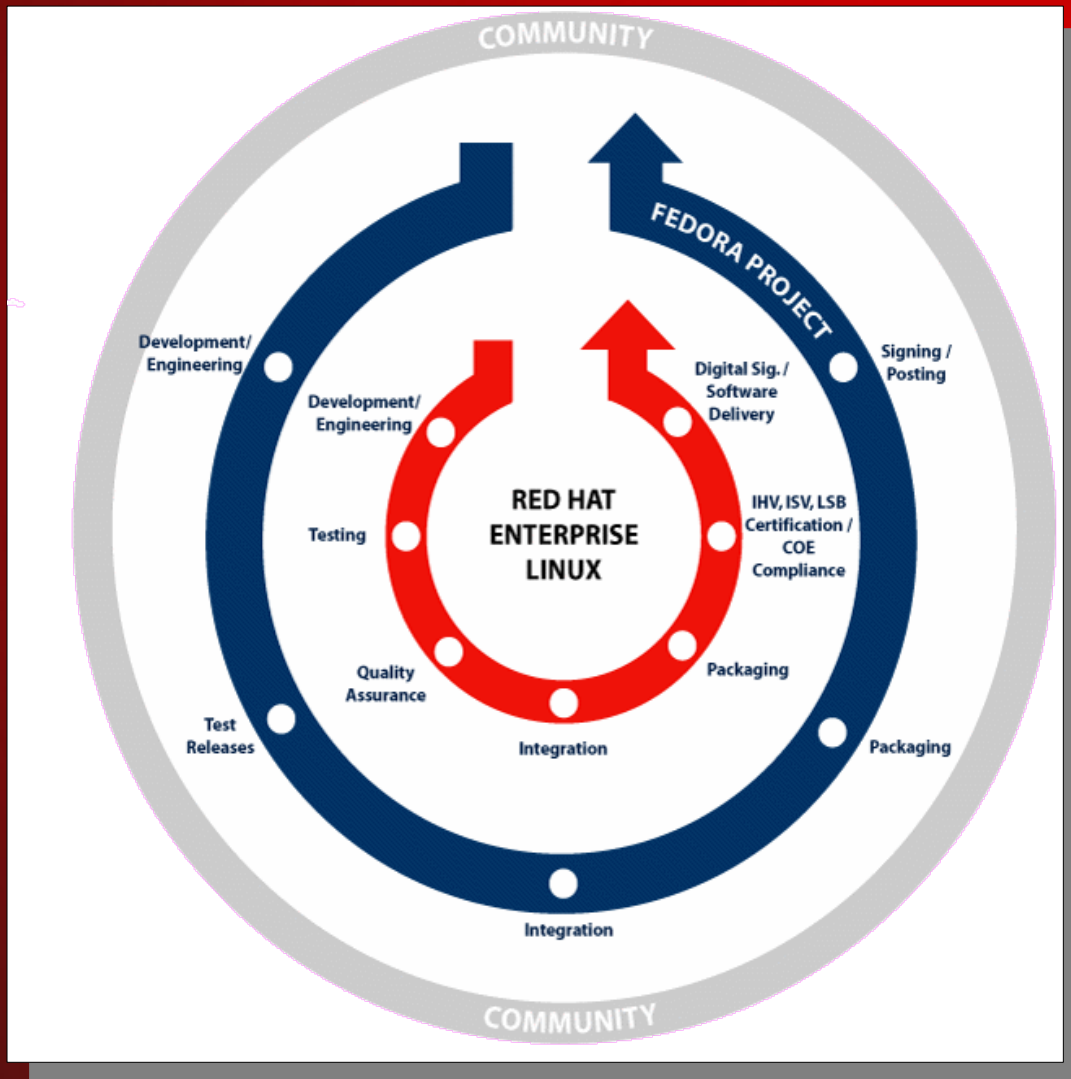 COMMUNITY
FEDORA PROJECT
Development/
Engineering
Signing /
Posting
Development/
Engineering
Digital Sig./
Software
Delivery
RED HAT
ENTERPRISE
LINUX
Testing
IHV, ISV, LSB
Certification /
COE
Compliance
Quality
Assurance
Packaging
Integration
Test
Releases
Packaging
Integration
COMMUNITY